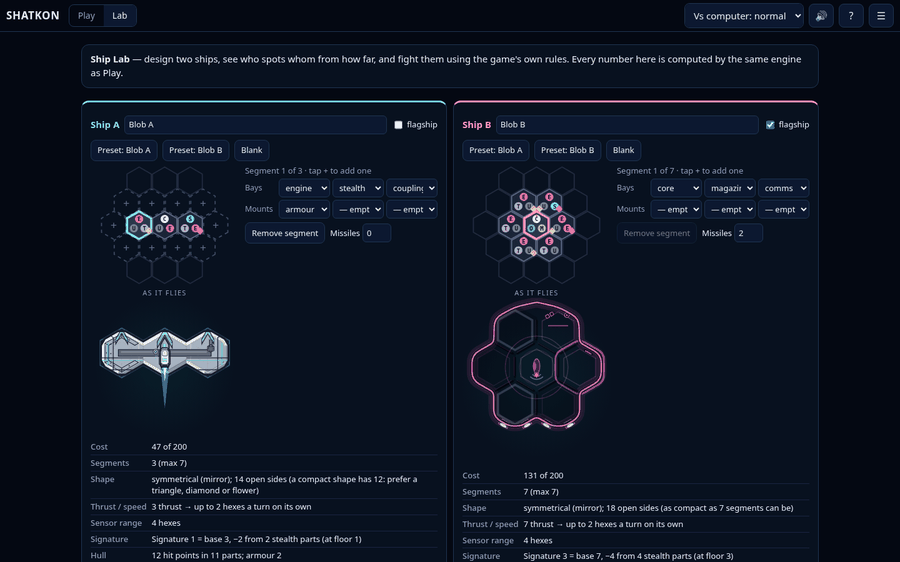 SHATKON Play Lab Vs computer: normal ?
Ship Lab — design two ships, see who spots whom from how far, and fight them using the game's own rules. Every number here is computed by the same engine
as Play.
Ship A Blob A flagship
Preset: Blob A Preset: Blob B Blank
Segment 1 of 3 · tap + to add one
Bays engine stealth coupling
Mounts armour — empt — empt
Remove segment Missiles 0
AS IT FLIES
Cost 47 of 200
Segments 3 (max 7)
Shape symmetrical (mirror); 14 open sides (a compact shape has 12: prefer a
triangle, diamond or flower)
Thrust / speed 3 thrust → up to 2 hexes a turn on its own
Sensor range 4 hexes
Signature Signature 1 = base 3, −2 from 2 stealth parts (at floor 1)
Hull 12 hit points in 11 parts; armour 2
Ship B Blob B flagship
Preset: Blob A Preset: Blob B Blank
Segment 1 of 7 · tap + to add one
Bays core magazin comms
Mounts — empt — empt — empt
Remove segment Missiles 2
AS IT FLIES
Cost 131 of 200
Segments 7 (max 7)
Shape symmetrical (mirror); 18 open sides (as compact as 7 segments can be)
Thrust / speed 7 thrust → up to 2 hexes a turn on its own
Sensor range 4 hexes
Signature Signature 3 = base 7, −4 from 4 stealth parts (at floor 3)